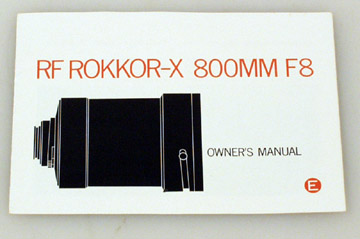 RF ROKKOR-X 800MM F8
OWNER'S MANUAL
E